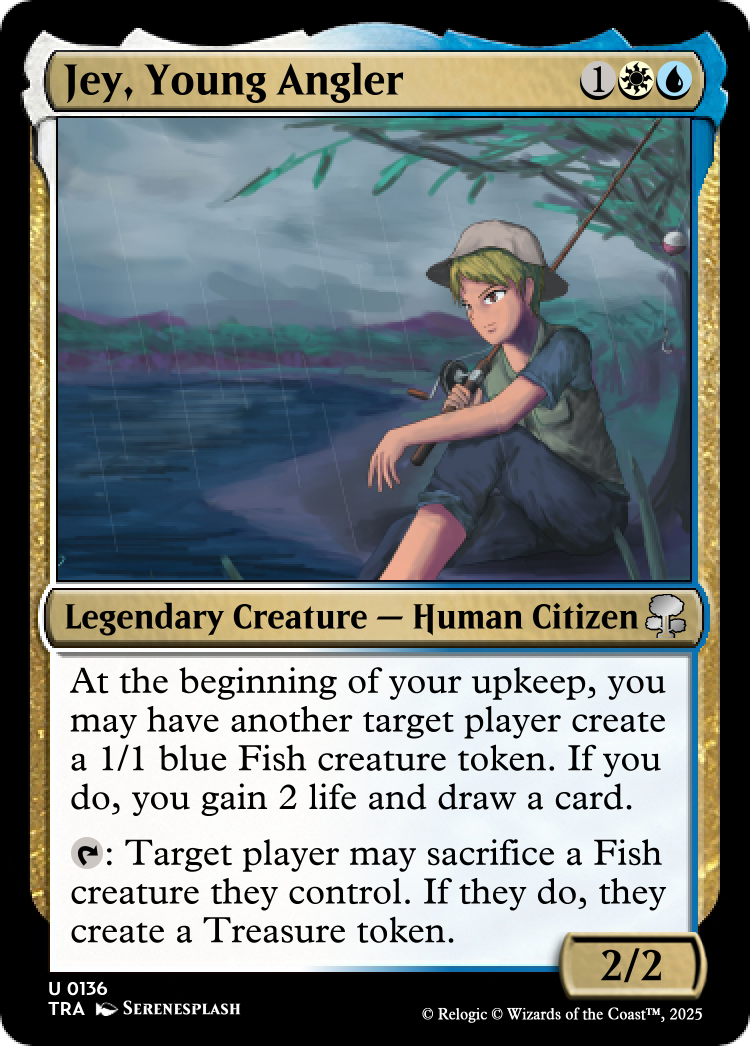 Jey, Young Angler 1
Legendary Creature — Human Citizen
At the beginning of your upkeep, you
may have another target player create
a 1/1 blue Fish creature token. If you
do, you gain 2 life and draw a card.
: Target player may sacrifice a Fish
creature they control. If they do, they
create a Treasure token.
2/2
U 0136
TRA SERENESPLASH
© Relogic © Wizards of the Coast™, 2025